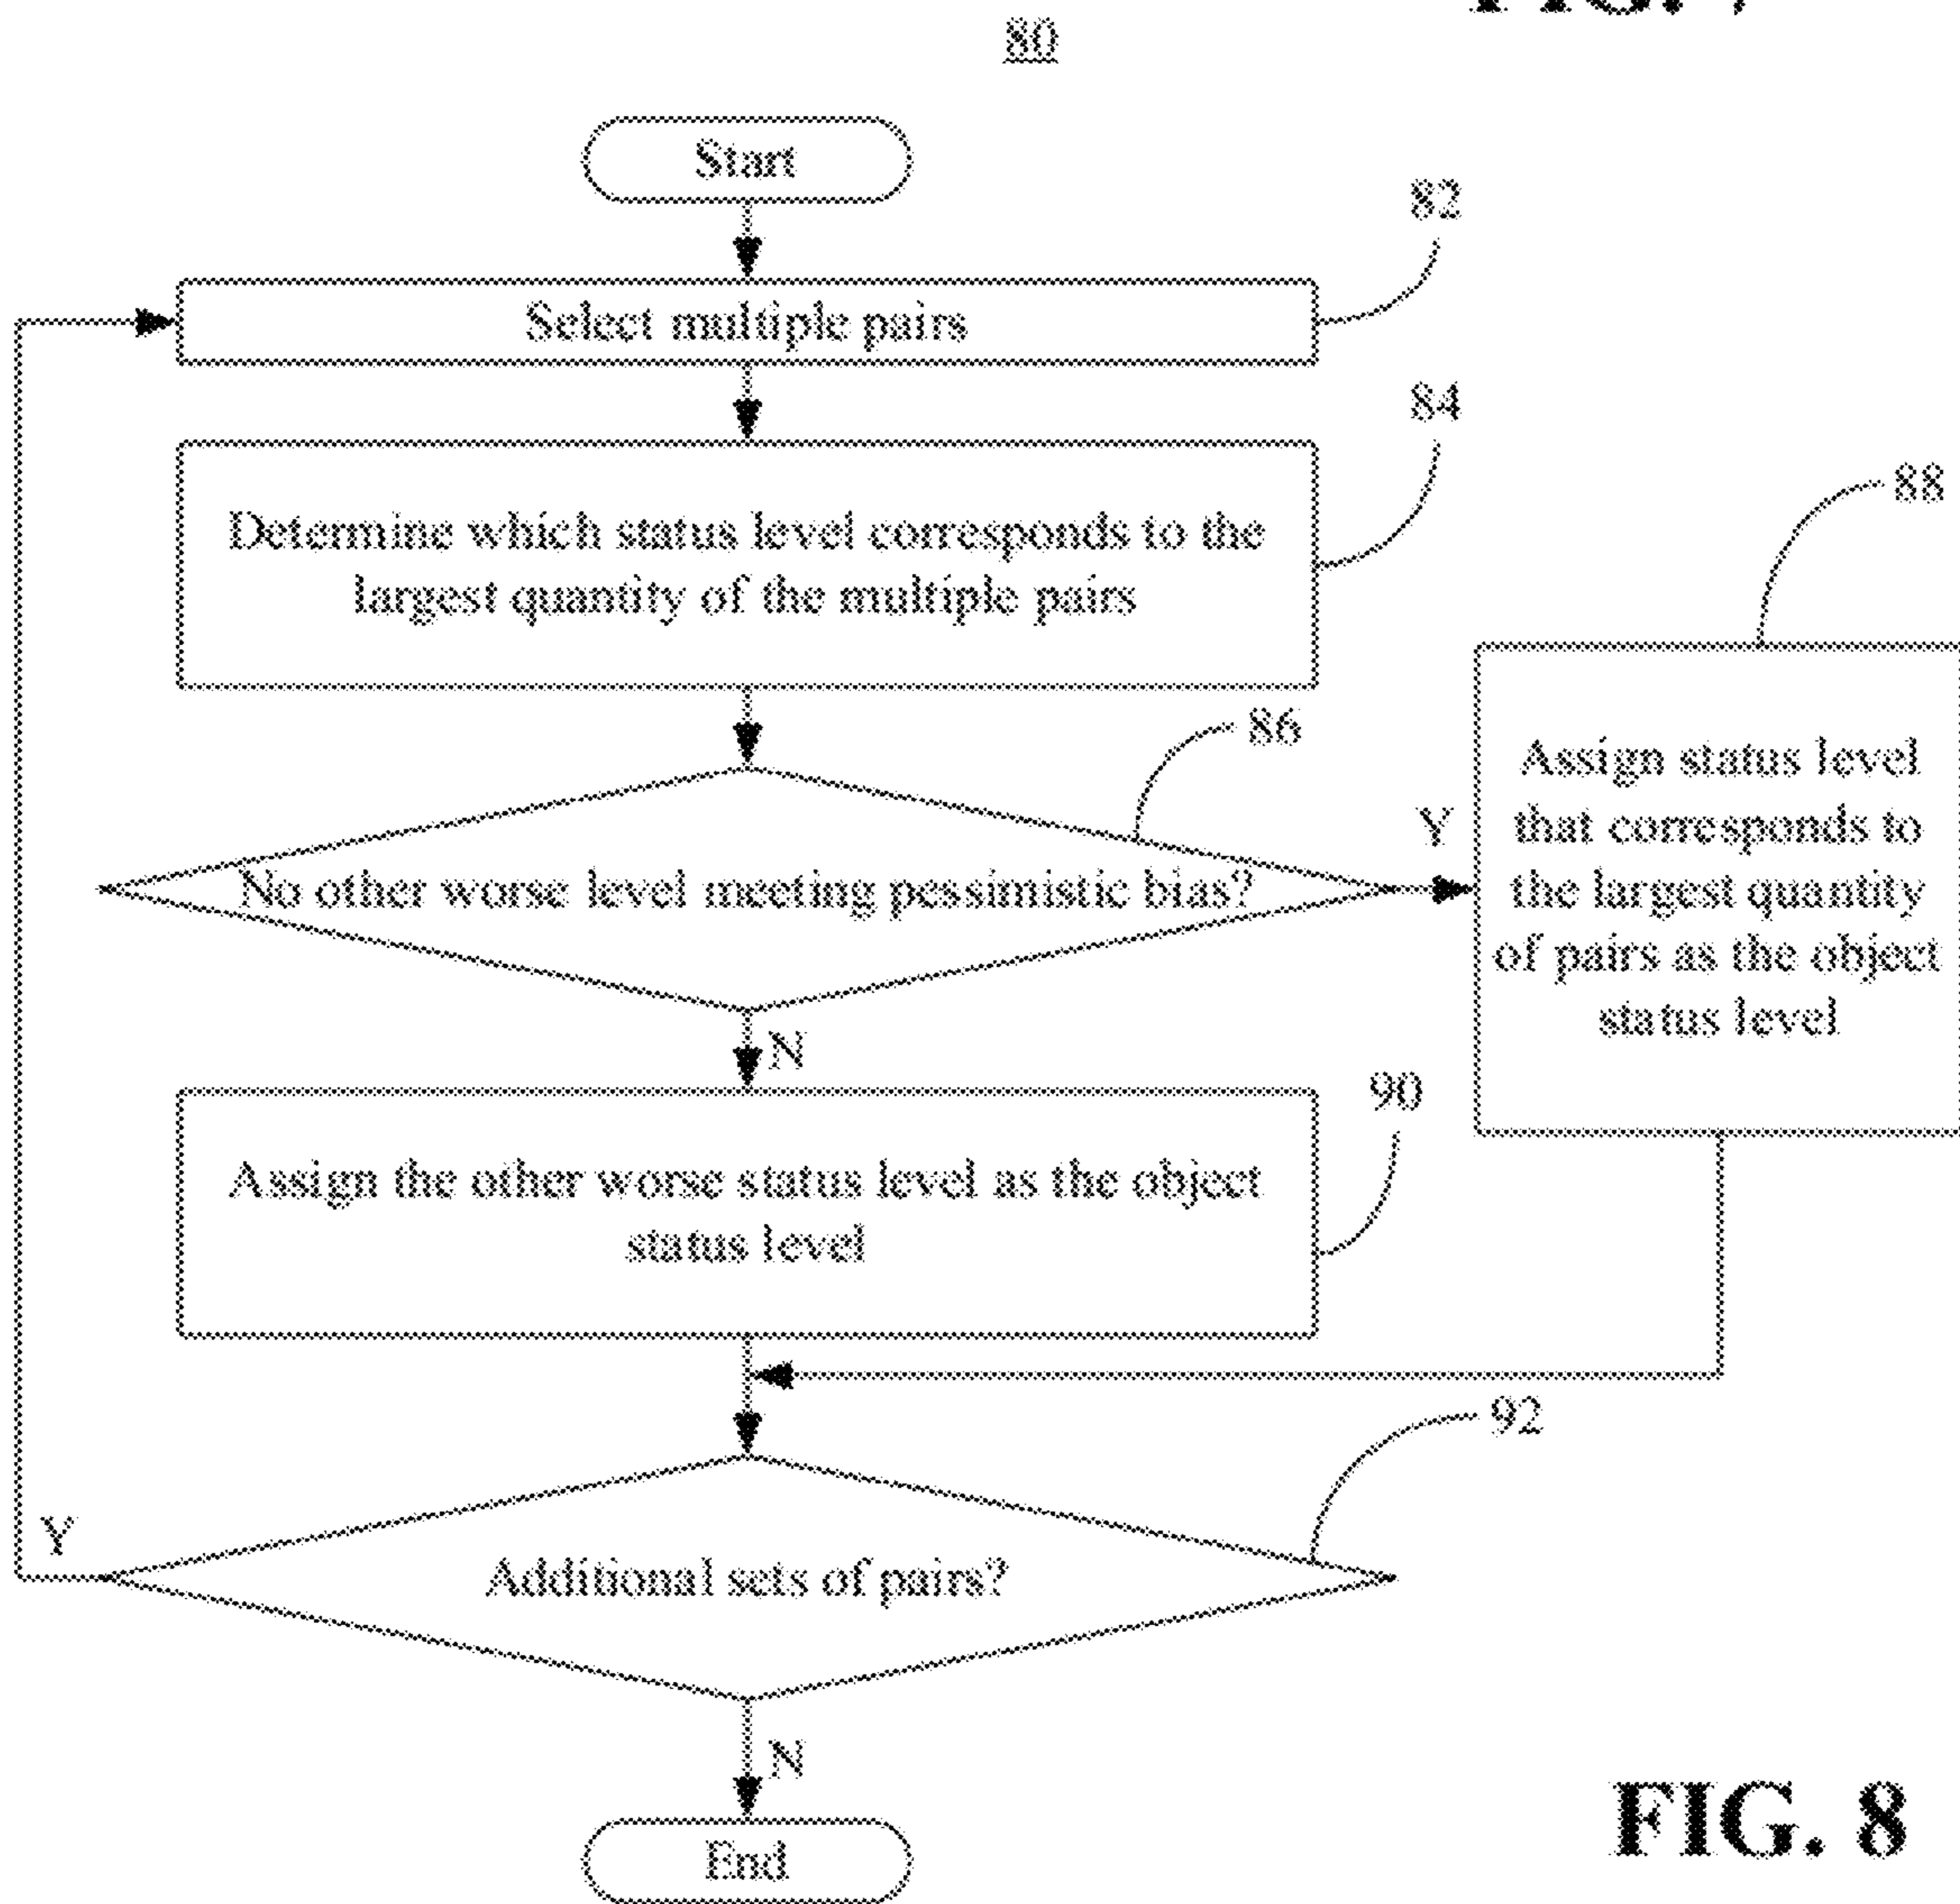 80
Start
82
Select multiple pairs
84
Determine which status level corresponds to the
largest quantity of the multiple pairs
88
86
Assign status level
that corresponds to
the largest quantity
of pairs as the object
status level
Y
No other worse level meeting pessimistic bias?
N
90
Assign the other worse status level as the object
status level
92
Y
Additional sets of pairs?
N
End
FIG. 8